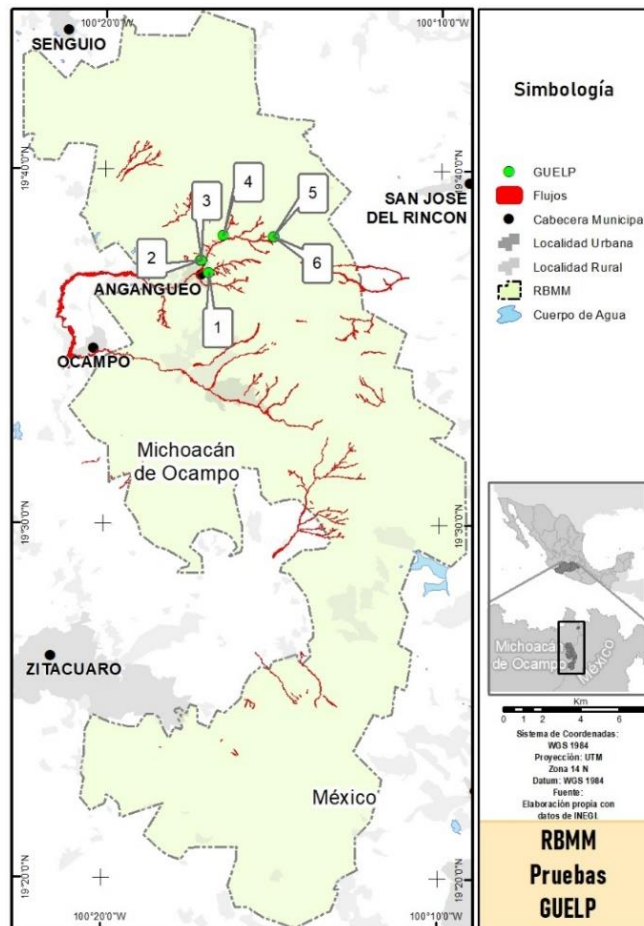 100°20'0"W
100°10'0"W
SENGUIO
19°40'0"N
19°40'0"N
SAN JOSE
DEL RINCON
3
4
5
2
6
ANGANGUEO
1
OCAMPO
Michoacán
de Ocampo
19°30'0"N
19°30'0"N
ZITACUARO
México
19°20'0"N
19°20'0"N
100°20'0"W
100°10'0"W
Simbología
GUELP
Flujos
Cabecera Municipa
Localidad Urbana
Localidad Rural
RBMM
Cuerpo de Agua
Michoacán
de Ocampo
México
Km
0 1 2 4 6
Sistema de Coordenadas:
WGS 1984
Proyección: UTM
Zona 14 N
Datum: WGS 1984
Fuente:
Elaboración propia con
datos de INEGI.
RBMM
Pruebas
GUELP